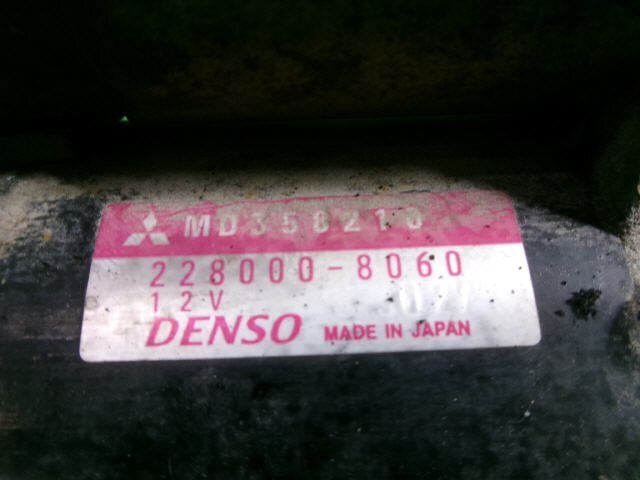 MD358210
228000-8060
12V
DENSO MADE IN JAPAN